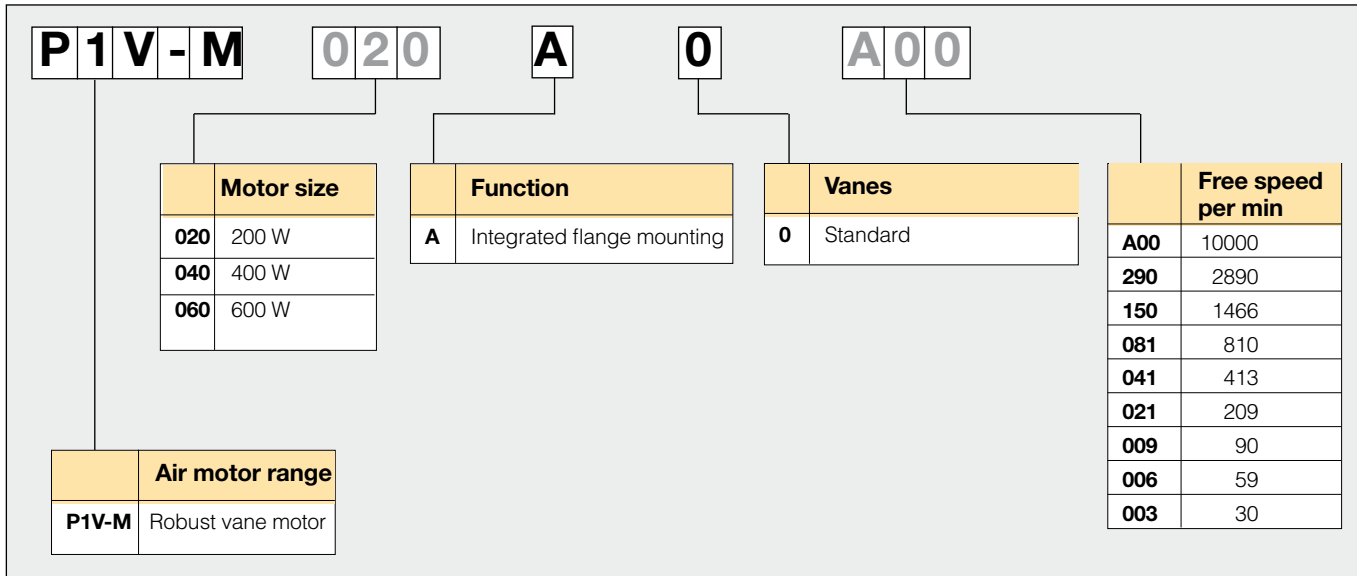 P1V-M 020 A 0 A00
Motor size
020 200 W
040 400 W
060 600 W
Function
A Integrated flange mounting
Vanes
0 Standard
Free speed
per min
A00 10000
290 2890
150 1466
081 810
041 413
021 209
009 90
006 59
003 30
Air motor range
P1V-M Robust vane motor